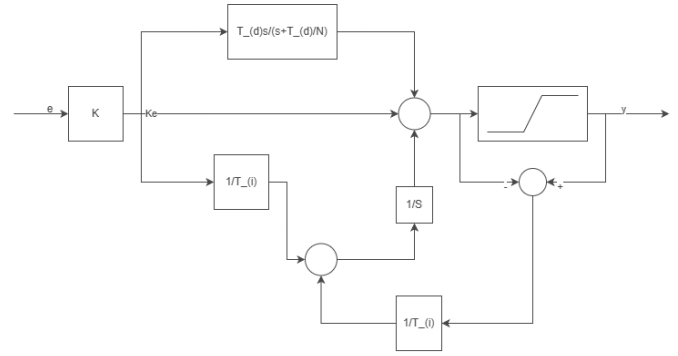 T_(d)s/(s+T_(d)/N)
e
K
Ke
y
1/T_(i)
-
+
1/S
1/T_(i)